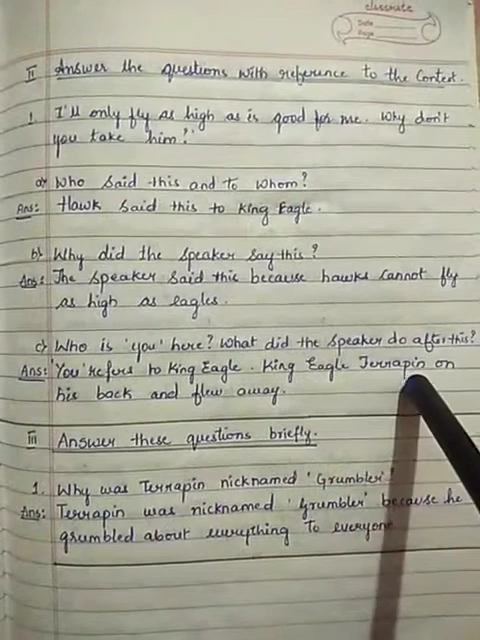 classmate
Date
Page
II Answer the questions with reference to the Context.
1. I'll only fly as high as is good for me. Why don't
you take him?'
a) Who said this and to whom?
Ans: Hawk said this to King Eagle.
b) Why did the speaker say this?
Ans: The speaker said this because hawks cannot fly
as high as eagles.
c) Who is 'you' here? What did the speaker do after this?
Ans: 'You' refers to King Eagle. King Eagle Terrapin on
his back and flew away.
III Answer these questions briefly.
1. Why was Terrapin nicknamed 'Grumbler'?
Ans: Terrapin was nicknamed 'Grumbler' because he
grumbled about everything to everyone